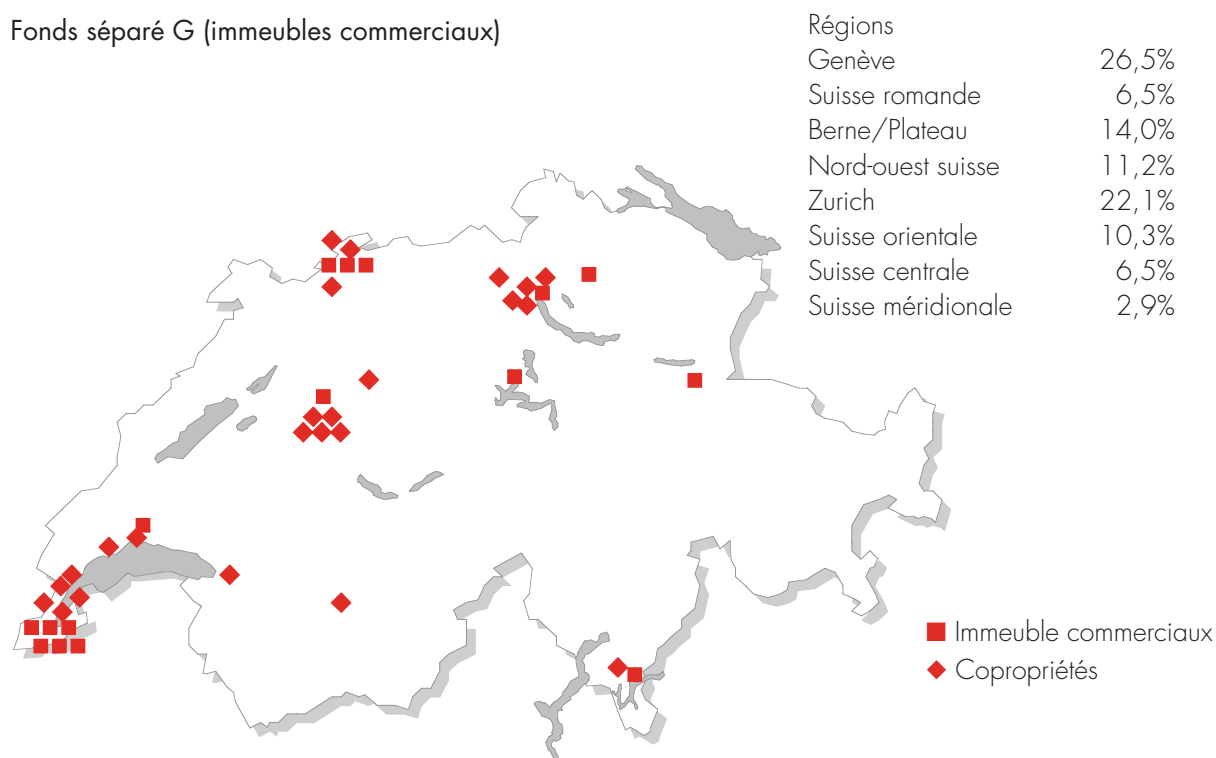 Fonds séparé G (immeubles commerciaux)
Régions
Genève 26,5%
Suisse romande 6,5%
Berne/Plateau 14,0%
Nord-ouest suisse 11,2%
Zurich 22,1%
Suisse orientale 10,3%
Suisse centrale 6,5%
Suisse méridionale 2,9%
Immeuble commerciaux
Copropriétés